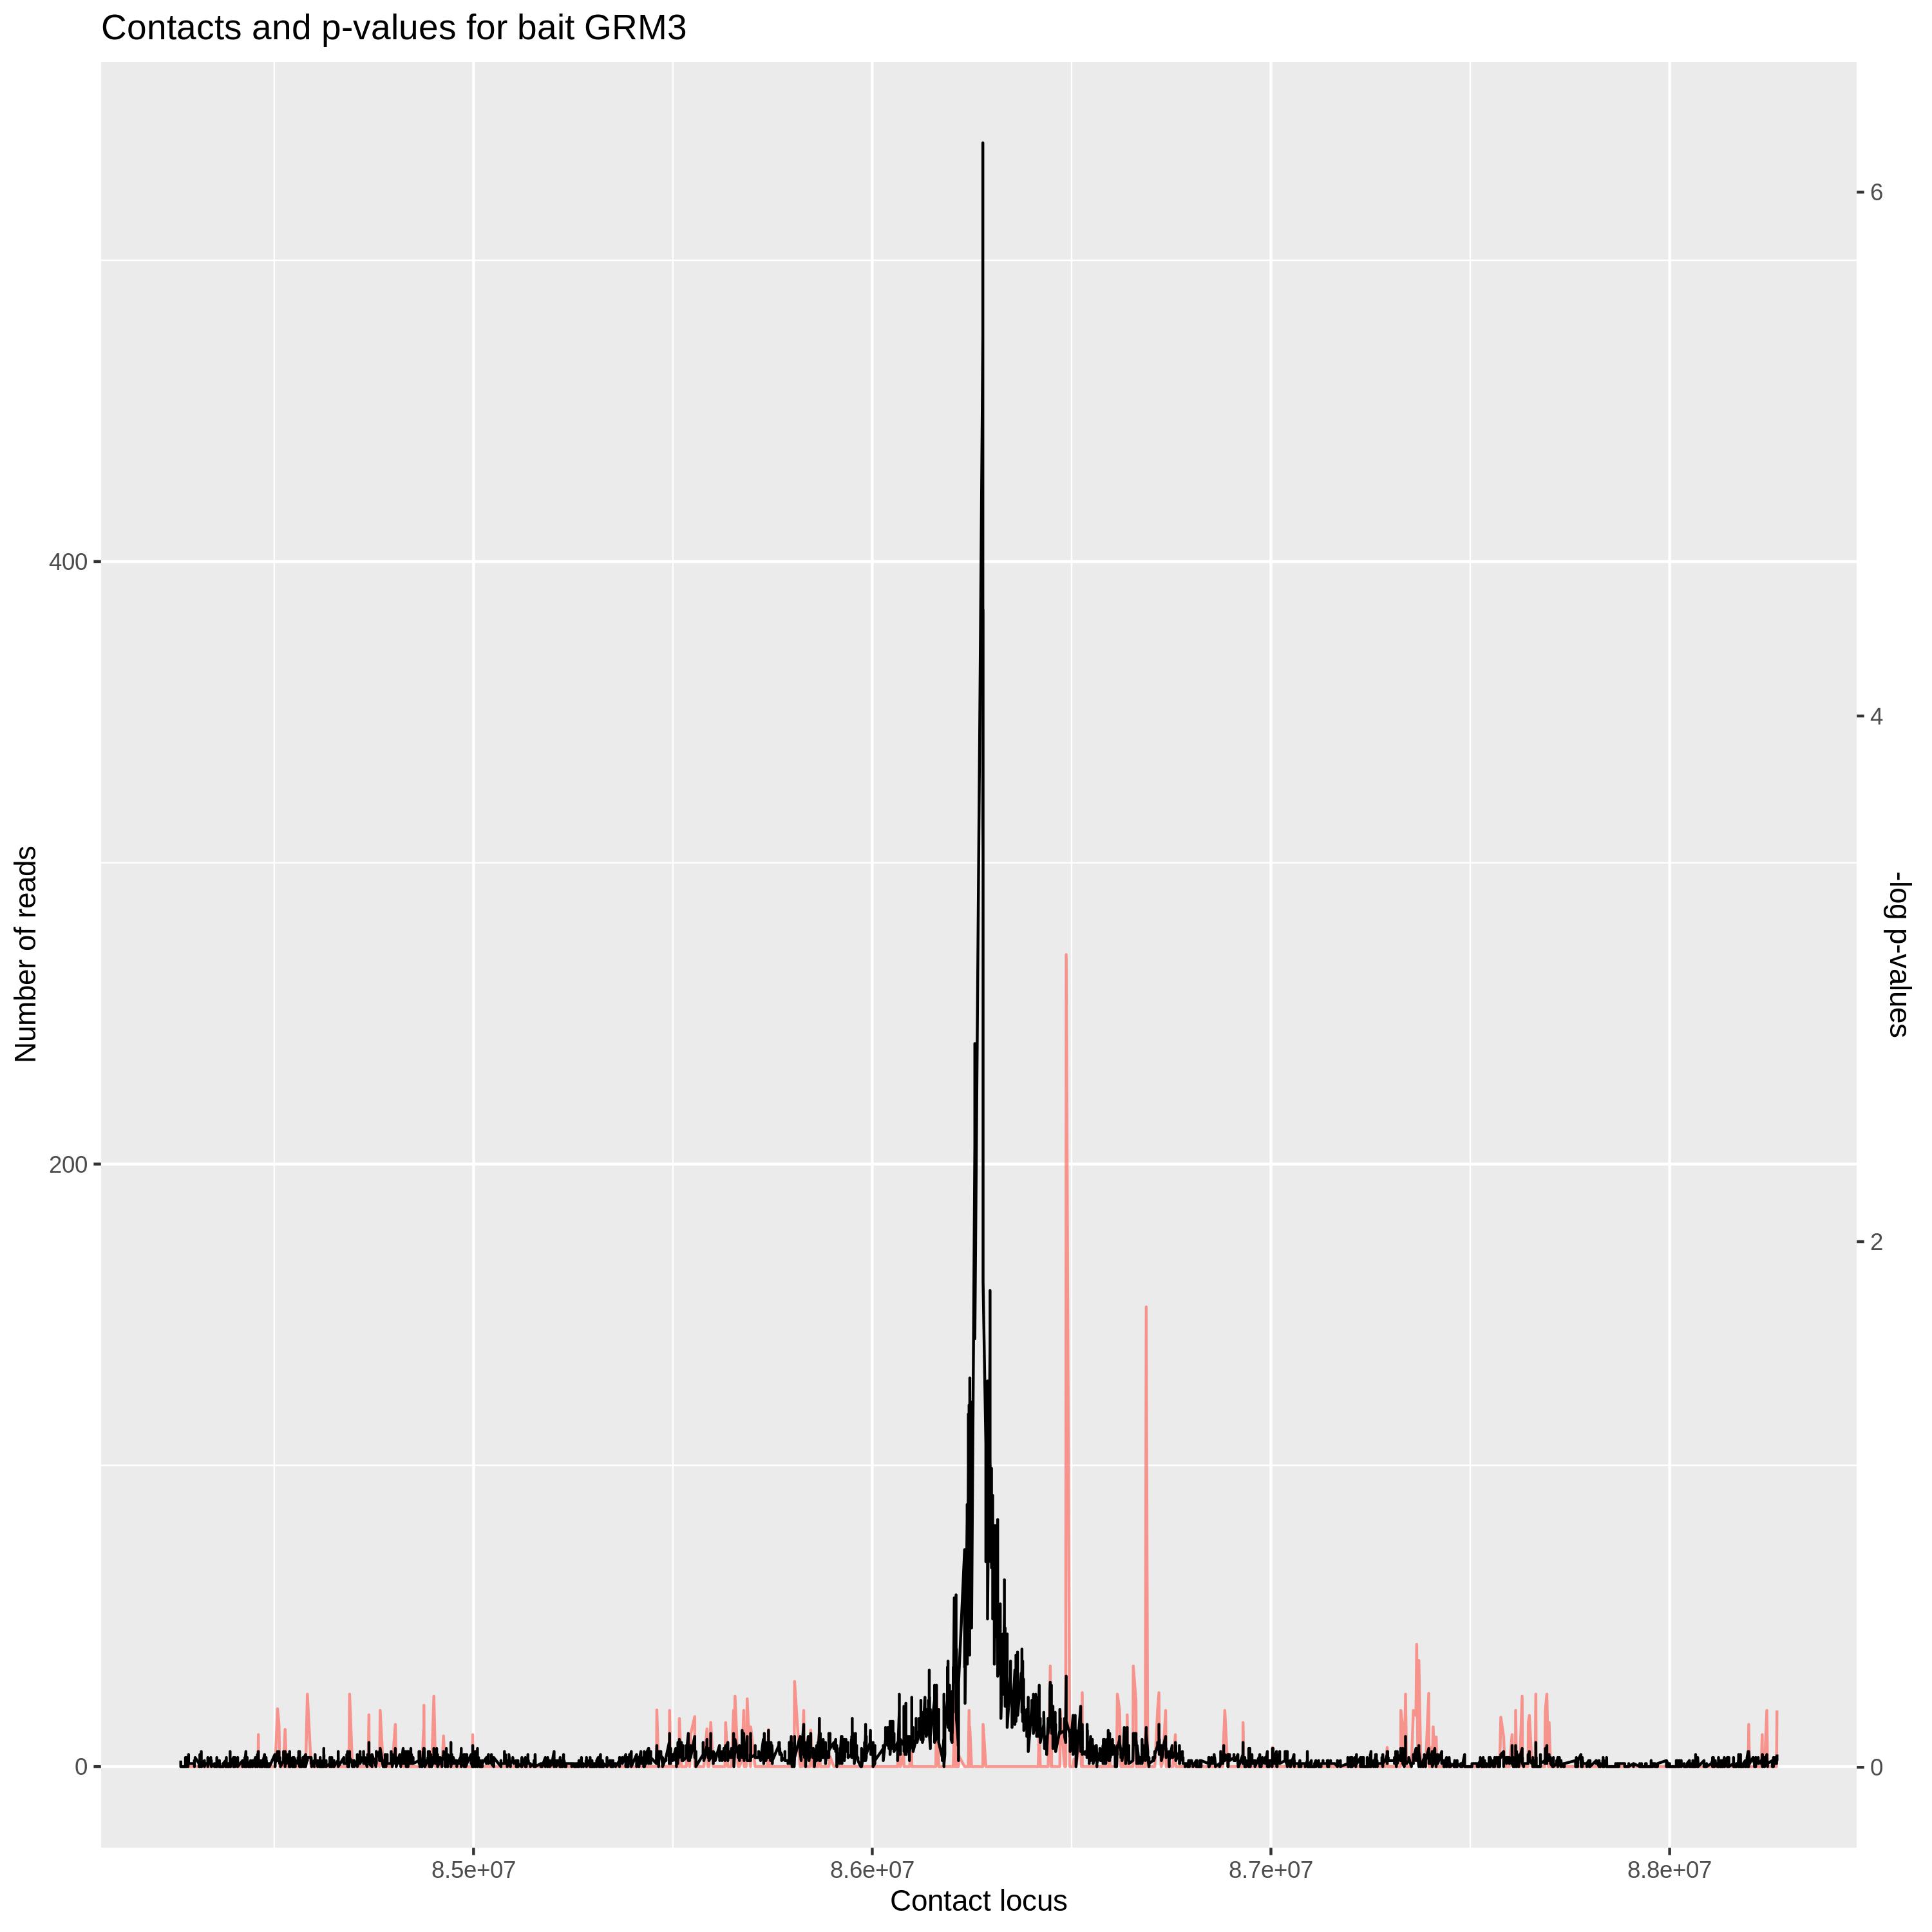 Contacts and p-values for bait GRM3
6
400
4
Number of reads
-log p-values
2
200
0
0
8.5e+07
8.6e+07
8.7e+07
8.8e+07
Contact locus